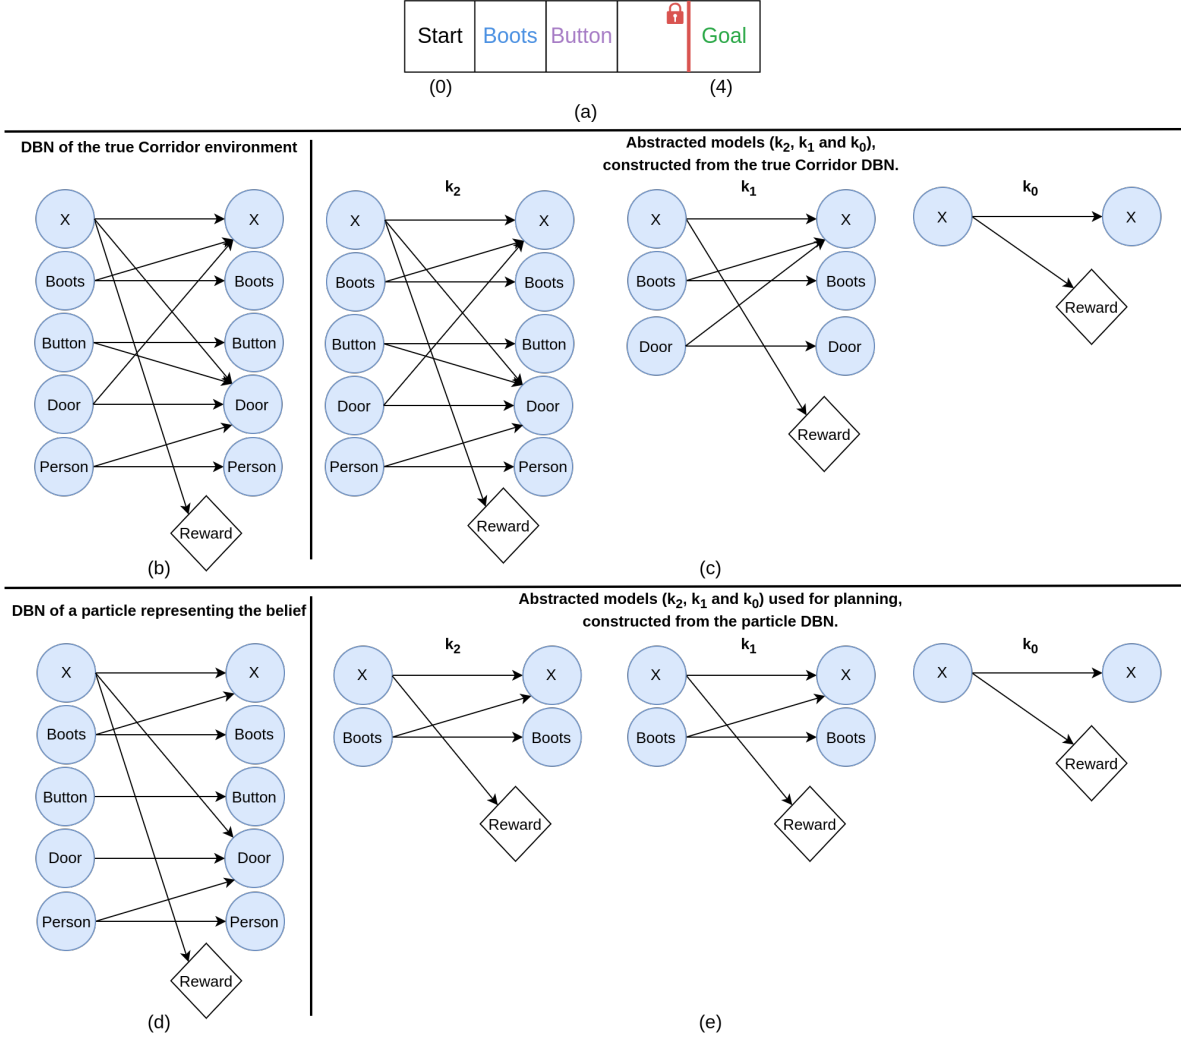 Start Boots Button Goal
(0) (4)
(a)
DBN of the true Corridor environment
Abstracted models (k2, k1 and k0),
constructed from the true Corridor DBN.
k2 k1 k0
X X X X X X X X
Boots Boots Boots Boots Boots Boots
Reward
Button Button Button Button
Door Door
Door Door Door Door
Reward
Person Person Person Person
Reward Reward
(b) (c)
DBN of a particle representing the belief
Abstracted models (k2, k1 and k0) used for planning,
constructed from the particle DBN.
k2 k1 k0
X X X X X X X X
Boots Boots Boots Boots Boots Boots
Reward
Button Button
Reward Reward
Door Door
Person Person
Reward
(d) (e)